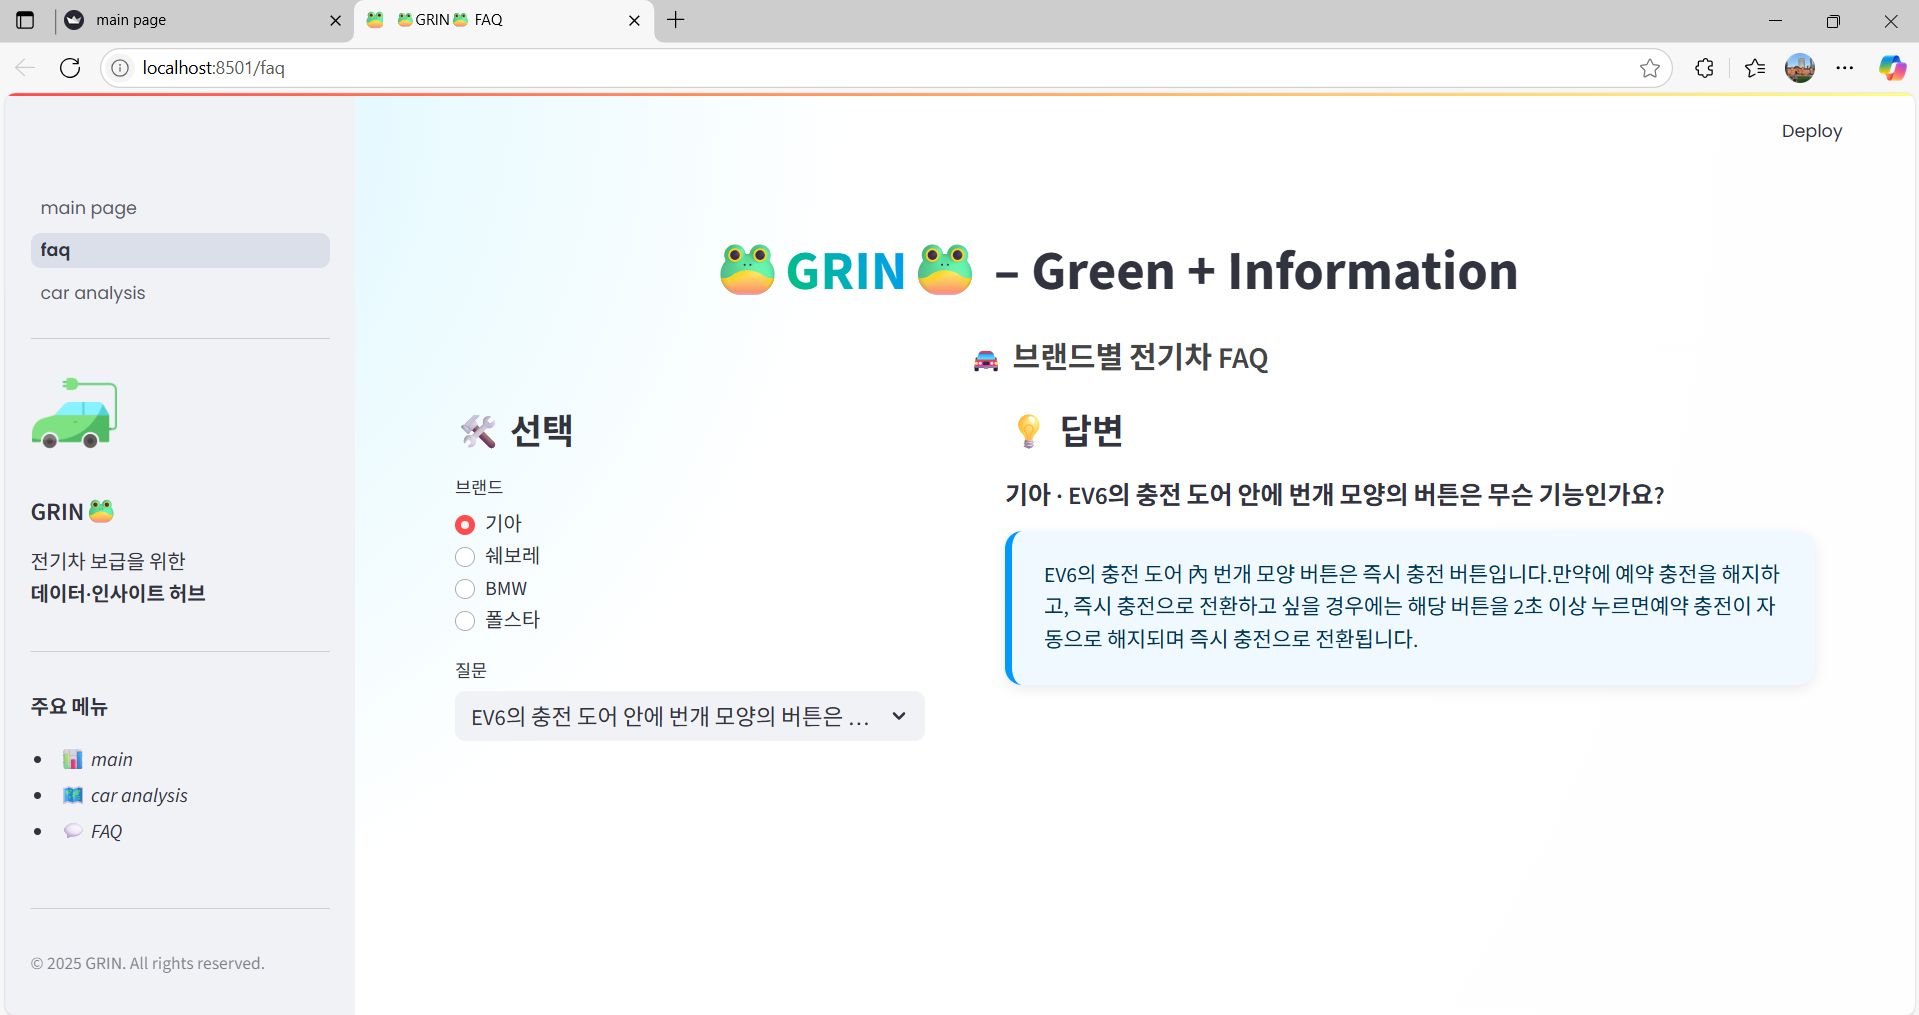 main page
GRIN FAQ
localhost:8501/faq
Deploy
main page
faq
car analysis
GRIN
전기차 보급을 위한
데이터·인사이트 허브
주요 메뉴
main
car analysis
FAQ
© 2025 GRIN. All rights reserved.
GRIN – Green + Information
브랜드별 전기차 FAQ
선택
브랜드
기아
쉐보레
BMW
폴스타
질문
EV6의 충전 도어 안에 번개 모양의 버튼은 ...
답변
기아 · EV6의 충전 도어 안에 번개 모양의 버튼은 무슨 기능인가요?
EV6의 충전 도어 內 번개 모양 버튼은 즉시 충전 버튼입니다.만약에 예약 충전을 해지하
고, 즉시 충전으로 전환하고 싶을 경우에는 해당 버튼을 2초 이상 누르면예약 충전이 자
동으로 해지되며 즉시 충전으로 전환됩니다.